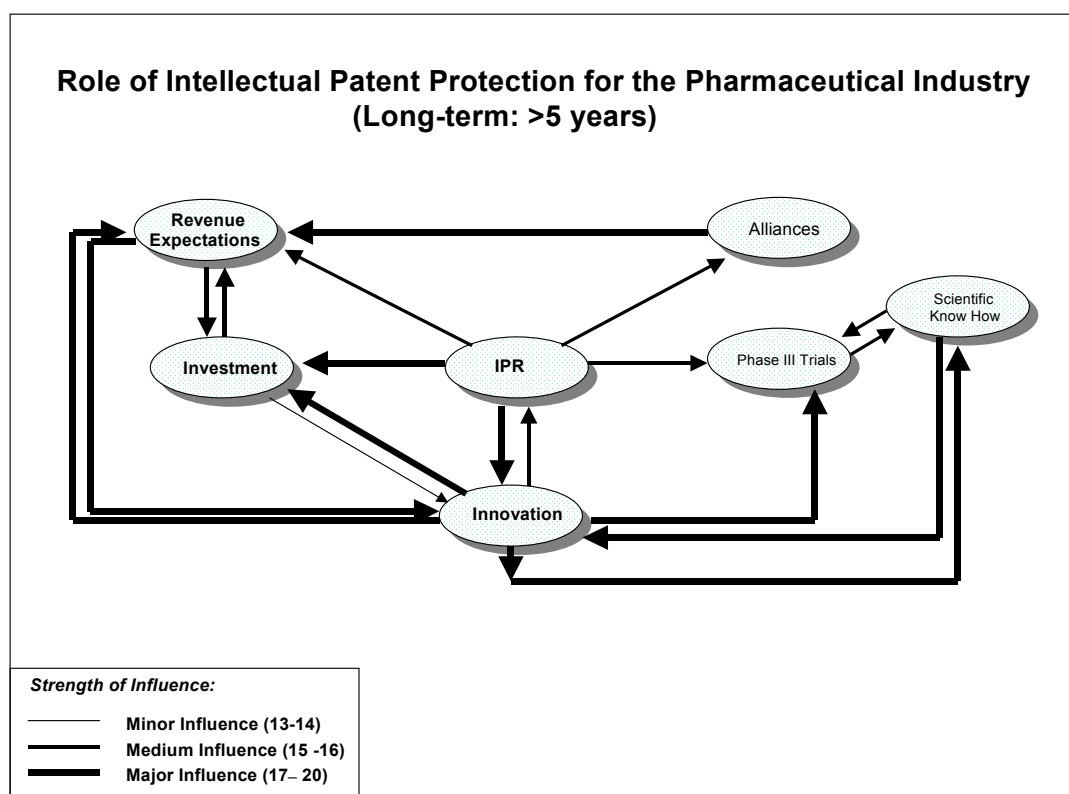 Role of Intellectual Patent Protection for the Pharmaceutical Industry
(Long-term: >5 years)
Revenue
Expectations
Alliances
Scientific
Know How
Investment
IPR
Phase III Trials
Innovation
Strength of Influence:
Minor Influence (13-14)
Medium Influence (15 -16)
Major Influence (17– 20)